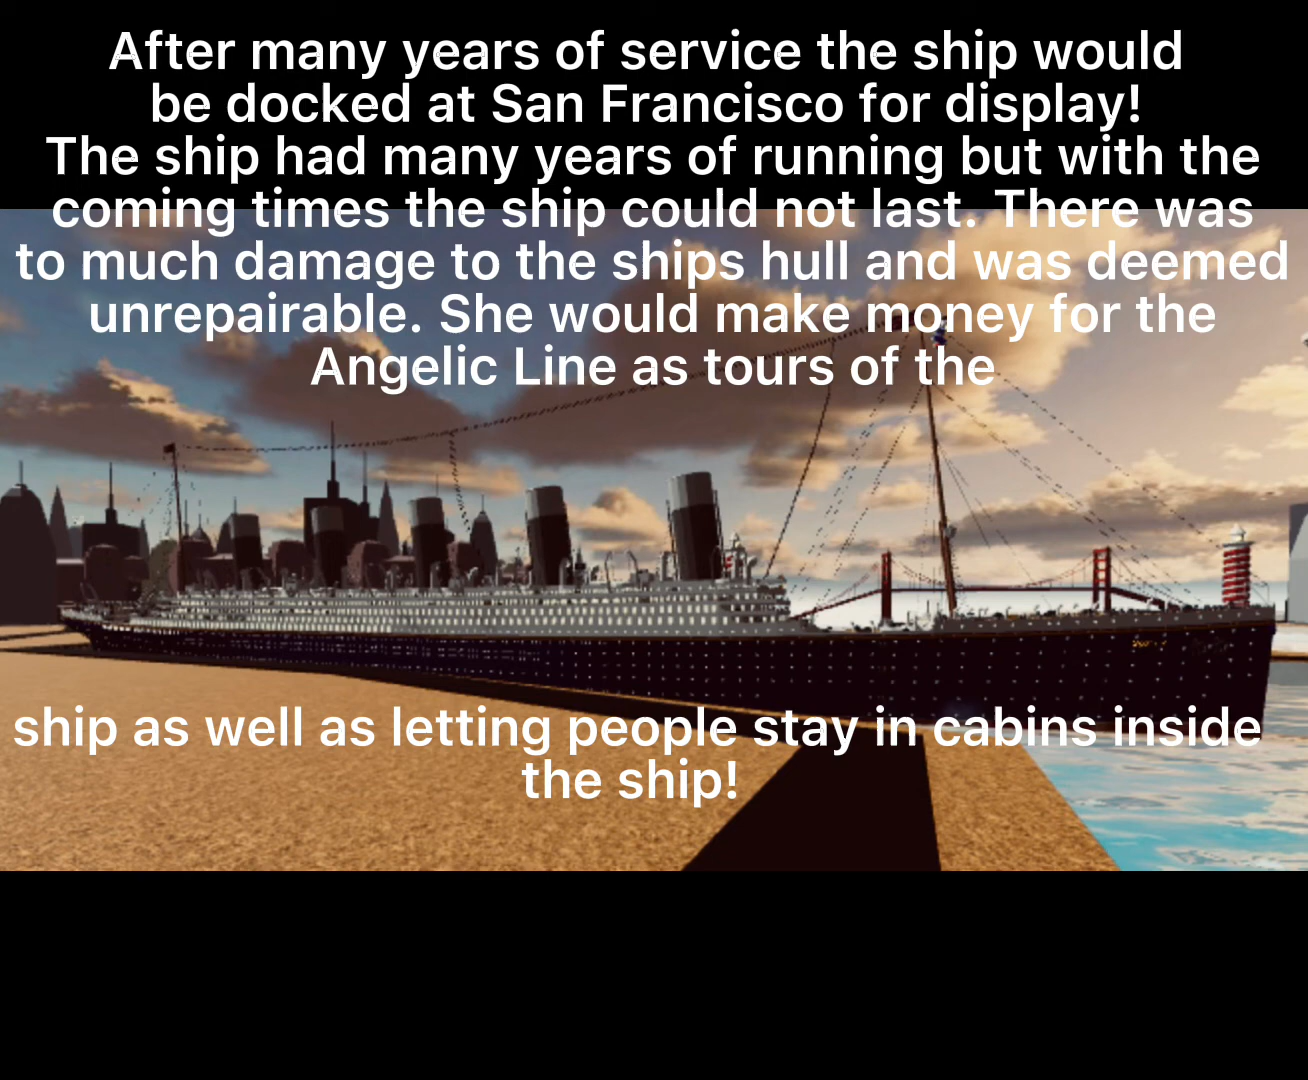 After many years of service the ship would
be docked at San Francisco for display!
The ship had many years of running but with the
coming times the ship could not last. There was
to much damage to the ships hull and was deemed
unrepairable. She would make money for the
Angelic Line as tours of the
ship as well as letting people stay in cabins inside
the ship!